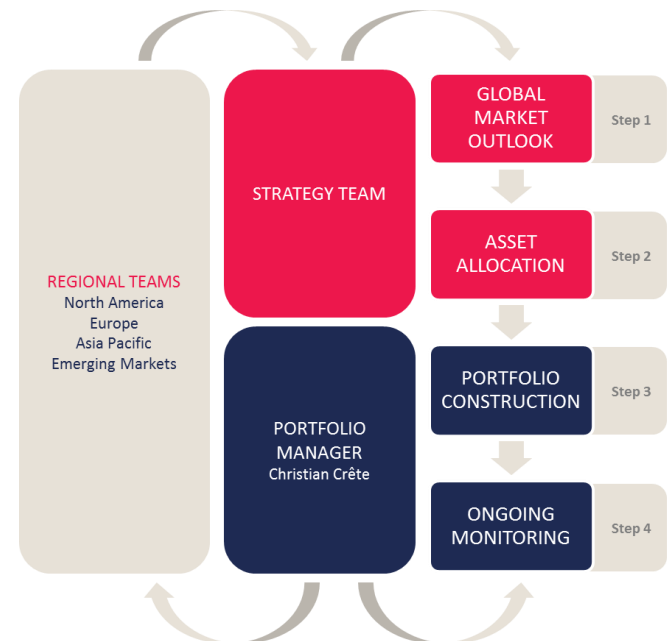 REGIONAL TEAMS
North America
Europe
Asia Pacific
Emerging Markets
STRATEGY TEAM
PORTFOLIO
MANAGER
Christian Crête
GLOBAL
MARKET
OUTLOOK
Step 1
ASSET
ALLOCATION
Step 2
PORTFOLIO
CONSTRUCTION
Step 3
ONGOING
MONITORING
Step 4